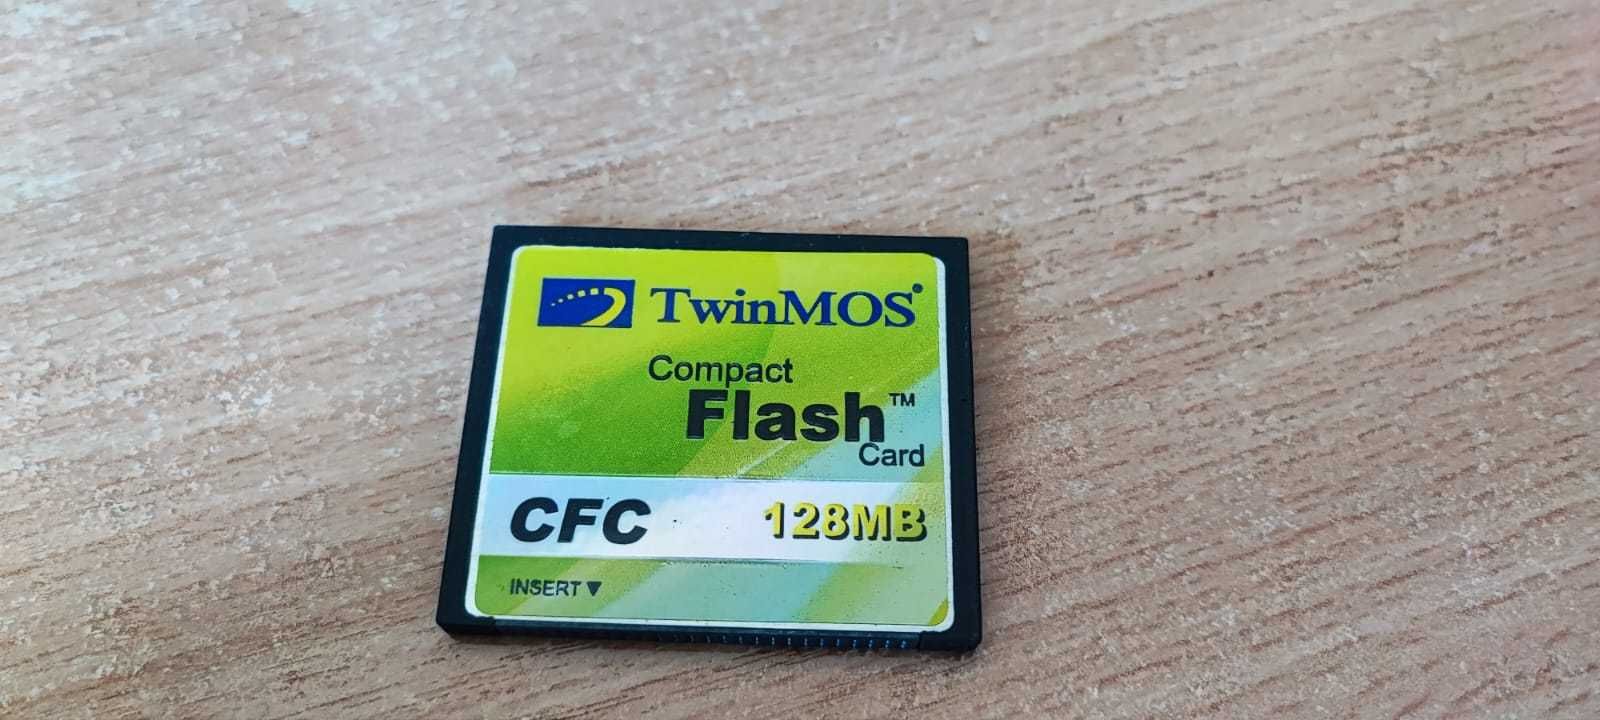 TwinMOS®
Compact
Flash™
Card
CFC 128MB
INSERT▼